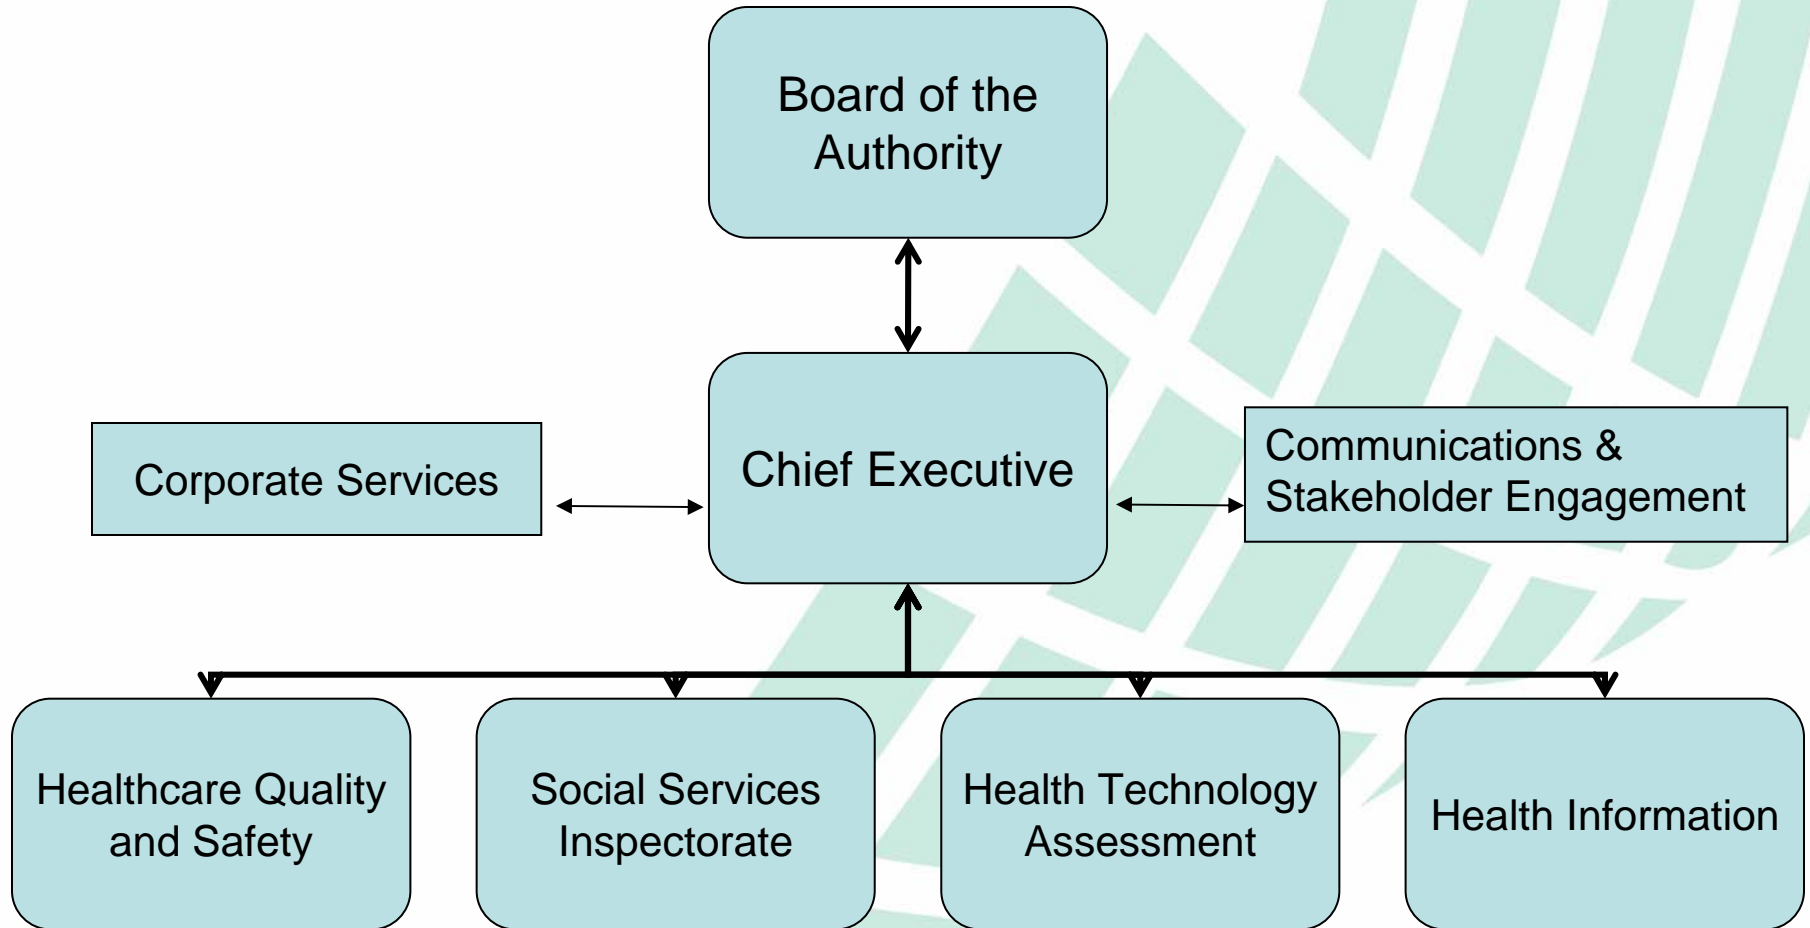 Board of the
Authority
Corporate Services
Chief Executive
Communications &
Stakeholder Engagement
Healthcare Quality
and Safety
Social Services
Inspectorate
Health Technology
Assessment
Health Information